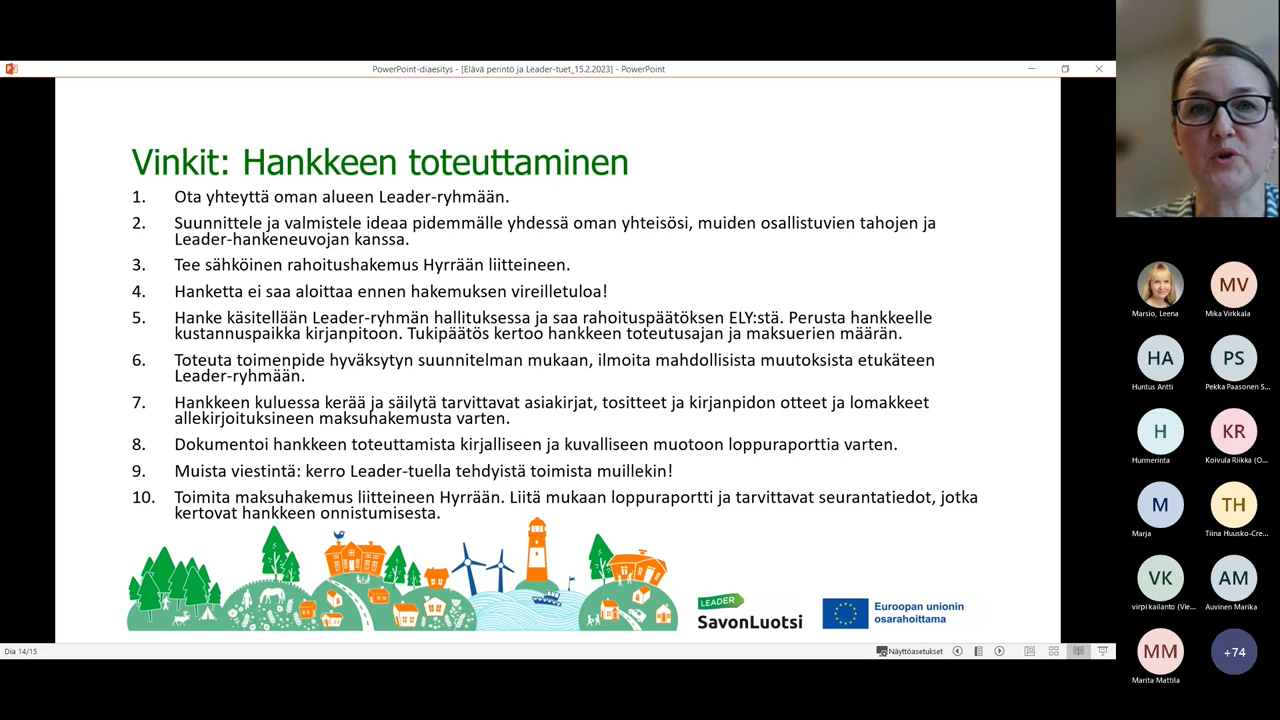 PowerPoint-diaesitys - [Elävä perintö ja Leader-tuet_15.2.2023] - PowerPoint
Vinkit: Hankkeen toteuttaminen
1. Ota yhteyttä oman alueen Leader-ryhmään.
2. Suunnittele ja valmistele ideaa pidemmälle yhdessä oman yhteisösi, muiden osallistuvien tahojen ja
Leader-hankeneuvojan kanssa.
3. Tee sähköinen rahoitushakemus Hyrrään liitteineen.
4. Hanketta ei saa aloittaa ennen hakemuksen vireilletuloa!
5. Hanke käsitellään Leader-ryhmän hallituksessa ja saa rahoituspäätöksen ELY:stä. Perusta hankkeelle
kustannuspaikka kirjanpitoon. Tukipäätös kertoo hankkeen toteutusajan ja maksuerien määrän.
6. Toteuta toimenpide hyväksytyn suunnitelman mukaan, ilmoita mahdollisista muutoksista etukäteen
Leader-ryhmään.
7. Hankkeen kuluessa kerää ja säilytä tarvittavat asiakirjat, tositteet ja kirjanpidon otteet ja lomakkeet
allekirjoituksineen maksuhakemusta varten.
8. Dokumentoi hankkeen toteuttamista kirjalliseen ja kuvalliseen muotoon loppuraporttia varten.
9. Muista viestintä: kerro Leader-tuella tehdyistä toimista muillekin!
10. Toimita maksuhakemus liitteineen Hyrrään. Liitä mukaan loppuraportti ja tarvittavat seurantatiedot, jotka
kertovat hankkeen onnistumisesta.
LEADER
SavonLuotsi
Euroopan unionin
osarahoittama
Dia 14/15
Näyttöasetukset
MV
Marsio, Leena
Mika Virkkala
HA
PS
Huntus Antti
Pekka Paasonen S...
H
KR
Hurmerinta
Koivula Riikka (O...
M
TH
Marja
Tiina Huusko-Cre...
VK
AM
virpi kailanto (Vie...
Auvinen Marika
MM
+74
Marita Mattila